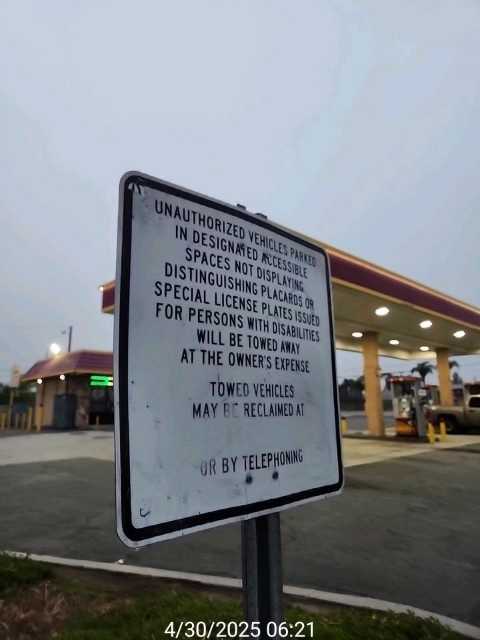 UNAUTHORIZED VEHICLES PARKED
IN DESIGNATED ACCESSIBLE
SPACES NOT DISPLAYING
DISTINGUISHING PLACARDS OR
SPECIAL LICENSE PLATES ISSUED
FOR PERSONS WITH DISABILITIES
WILL BE TOWED AWAY
AT THE OWNER'S EXPENSE
TOWED VEHICLES
MAY BE RECLAIMED AT
OR BY TELEPHONING
4/30/2025 06:21